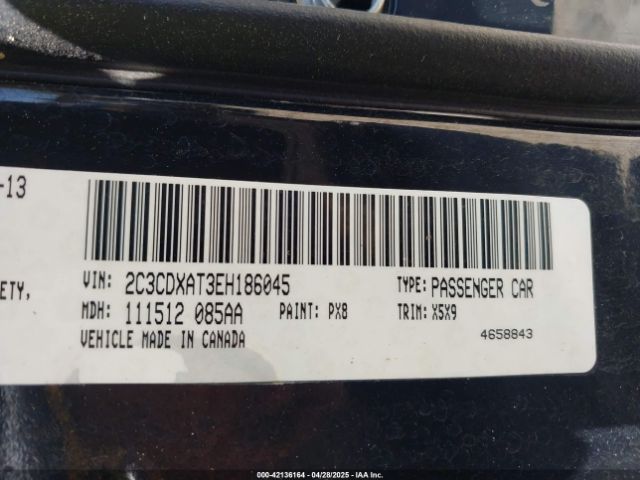 -13
ETY,
VIN: 2C3CDXAT3EH186045 TYPE: PASSENGER CAR
MDH: 111512 085AA PAINT: PX8 TRIM: X5X9
VEHICLE MADE IN CANADA 4658843
000-42136164 | 04/28/2025 - IAA Inc.